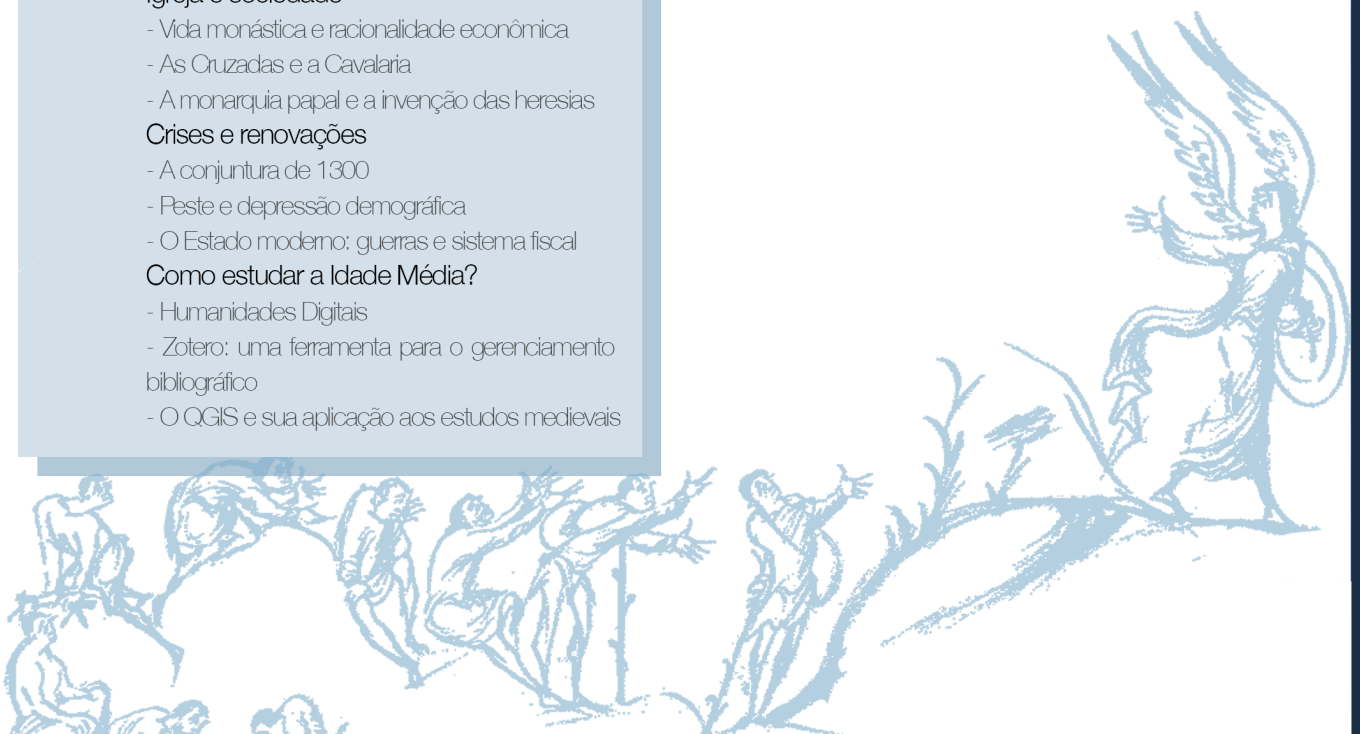 Igreja e sociedade
- Vida monástica e racionalidade econômica
- As Cruzadas e a Cavalaria
- A monarquia papal e a invenção das heresias
Crises e renovações
- A conjuntura de 1300
- Peste e depressão demográfica
- O Estado moderno: guerras e sistema fiscal
Como estudar a Idade Média?
- Humanidades Digitais
- Zotero: uma ferramenta para o gerenciamento
bibliográfico
- O QGIS e sua aplicação aos estudos medievais